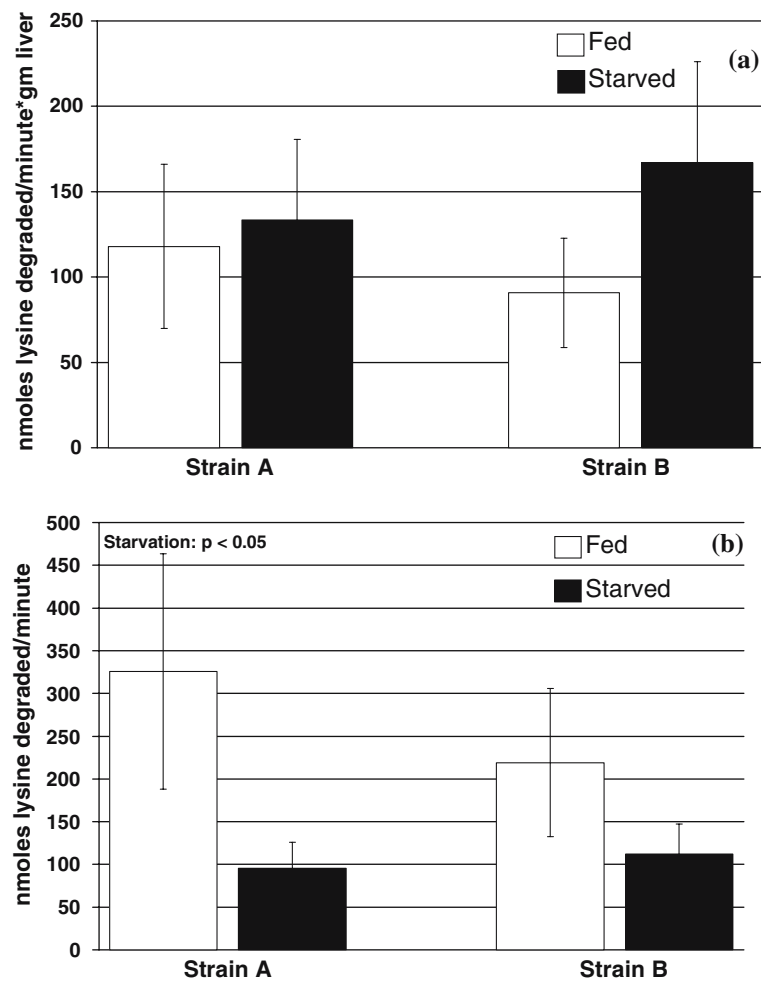 250
200
150
100
50
0
nmoles lysine degraded/minute*gm liver
Fed
Starved
(a)
Strain A
Strain B
500
450
400
350
300
250
200
150
100
50
0
nmoles lysine degraded/minute
Starvation: p < 0.05
Fed
Starved
(b)
Strain A
Strain B